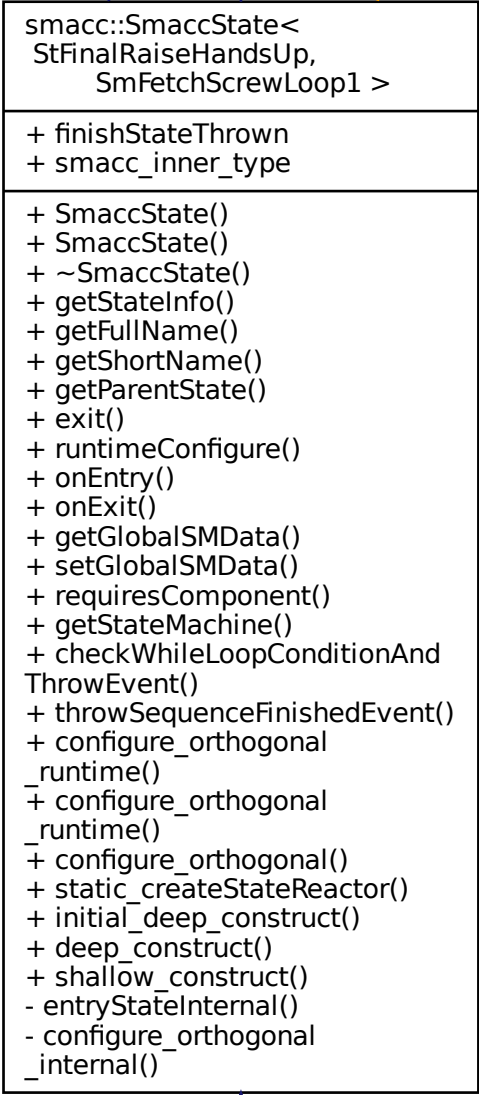 smacc::SmaccState<
StFinalRaiseHandsUp,
SmFetchScrewLoop1 >
+ finishStateThrown
+ smacc_inner_type
+ SmaccState()
+ SmaccState()
+ ~SmaccState()
+ getStateInfo()
+ getFullName()
+ getShortName()
+ getParentState()
+ exit()
+ runtimeConfigure()
+ onEntry()
+ onExit()
+ getGlobalSMData()
+ setGlobalSMData()
+ requiresComponent()
+ getStateMachine()
+ checkWhileLoopConditionAnd
ThrowEvent()
+ throwSequenceFinishedEvent()
+ configure_orthogonal
_runtime()
+ configure_orthogonal
_runtime()
+ configure_orthogonal()
+ static_createStateReactor()
+ initial_deep_construct()
+ deep_construct()
+ shallow_construct()
- entryStateInternal()
- configure_orthogonal
_internal()